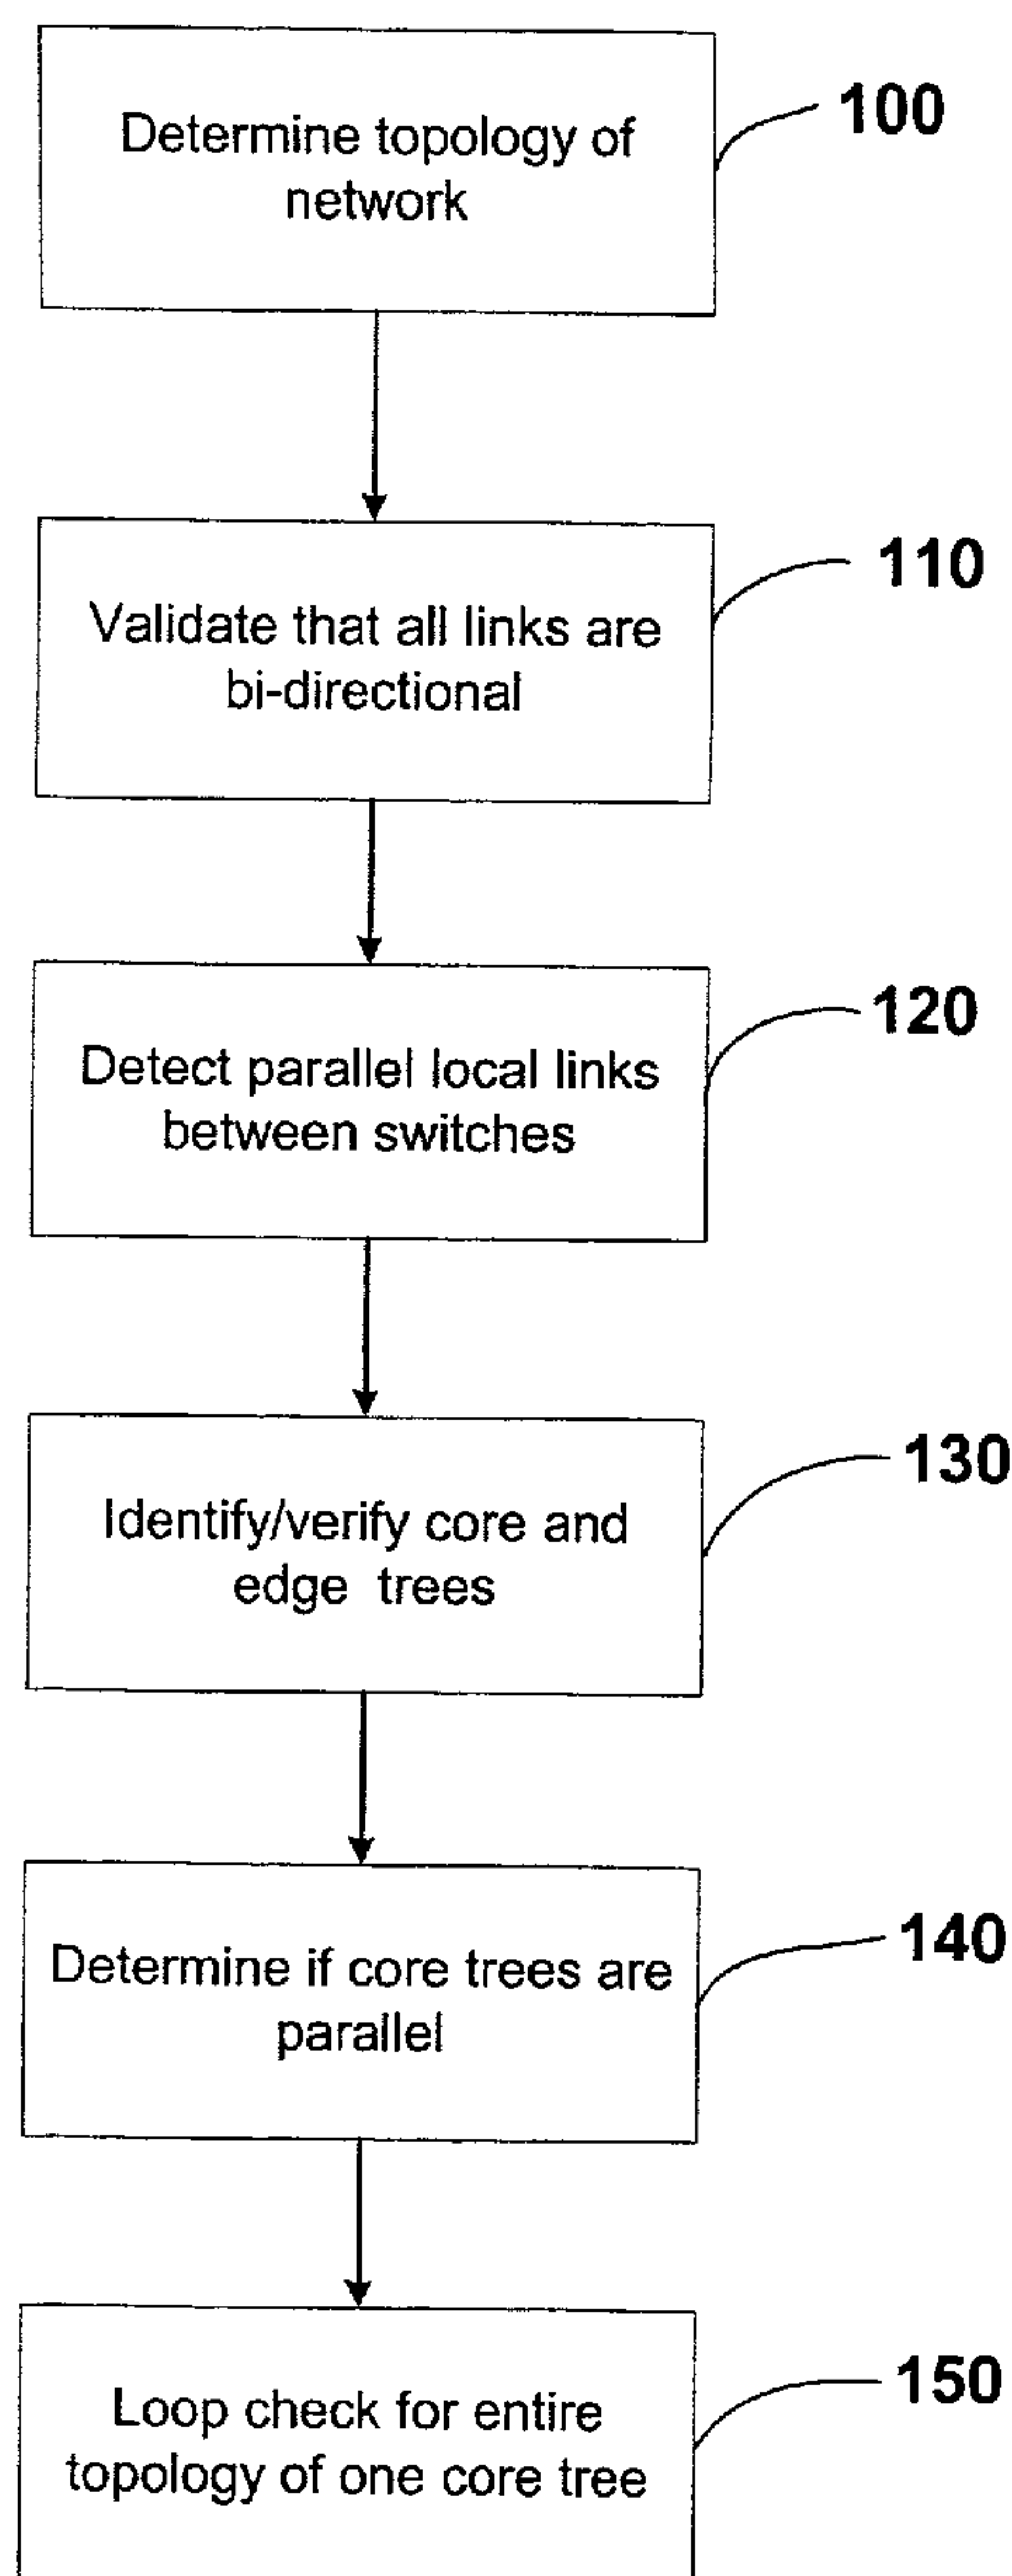 Determine topology of
network
100
Validate that all links are
bi-directional
110
Detect parallel local links
between switches
120
Identify/verify core and
edge trees
130
Determine if core trees are
parallel
140
Loop check for entire
topology of one core tree
150